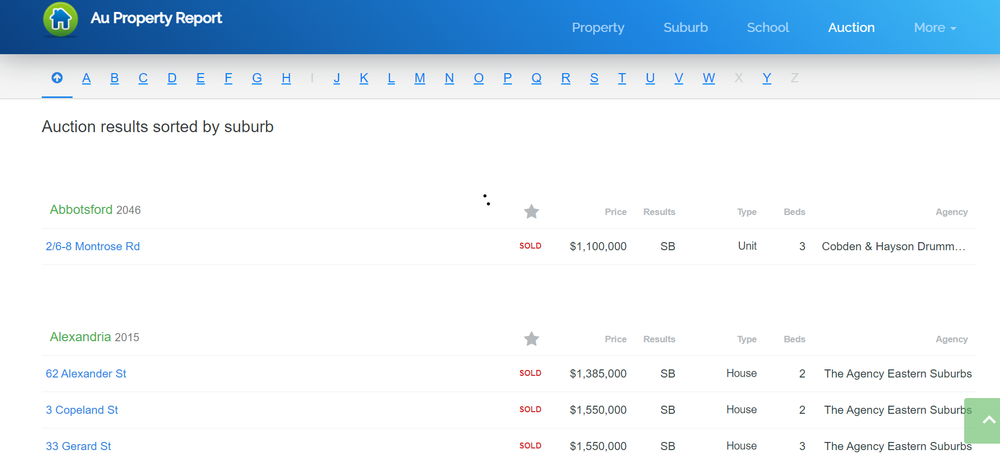 Au Property Report
Property Suburb School Auction More
A B C D E F G H I J K L M N O P Q R S T U V W X Y Z
Auction results sorted by suburb
Abbotsford 2046 Price Results Type Beds Agency
2/6-8 Montrose Rd SOLD $1,100,000 SB Unit 3 Cobden & Hayson Drumm...
Alexandria 2015 Price Results Type Beds Agency
62 Alexander St SOLD $1,385,000 SB House 2 The Agency Eastern Suburbs
3 Copeland St SOLD $1,550,000 SB House 2 The Agency Eastern Suburbs
33 Gerard St SOLD $1,550,000 SB House 3 The Agency Eastern Suburbs